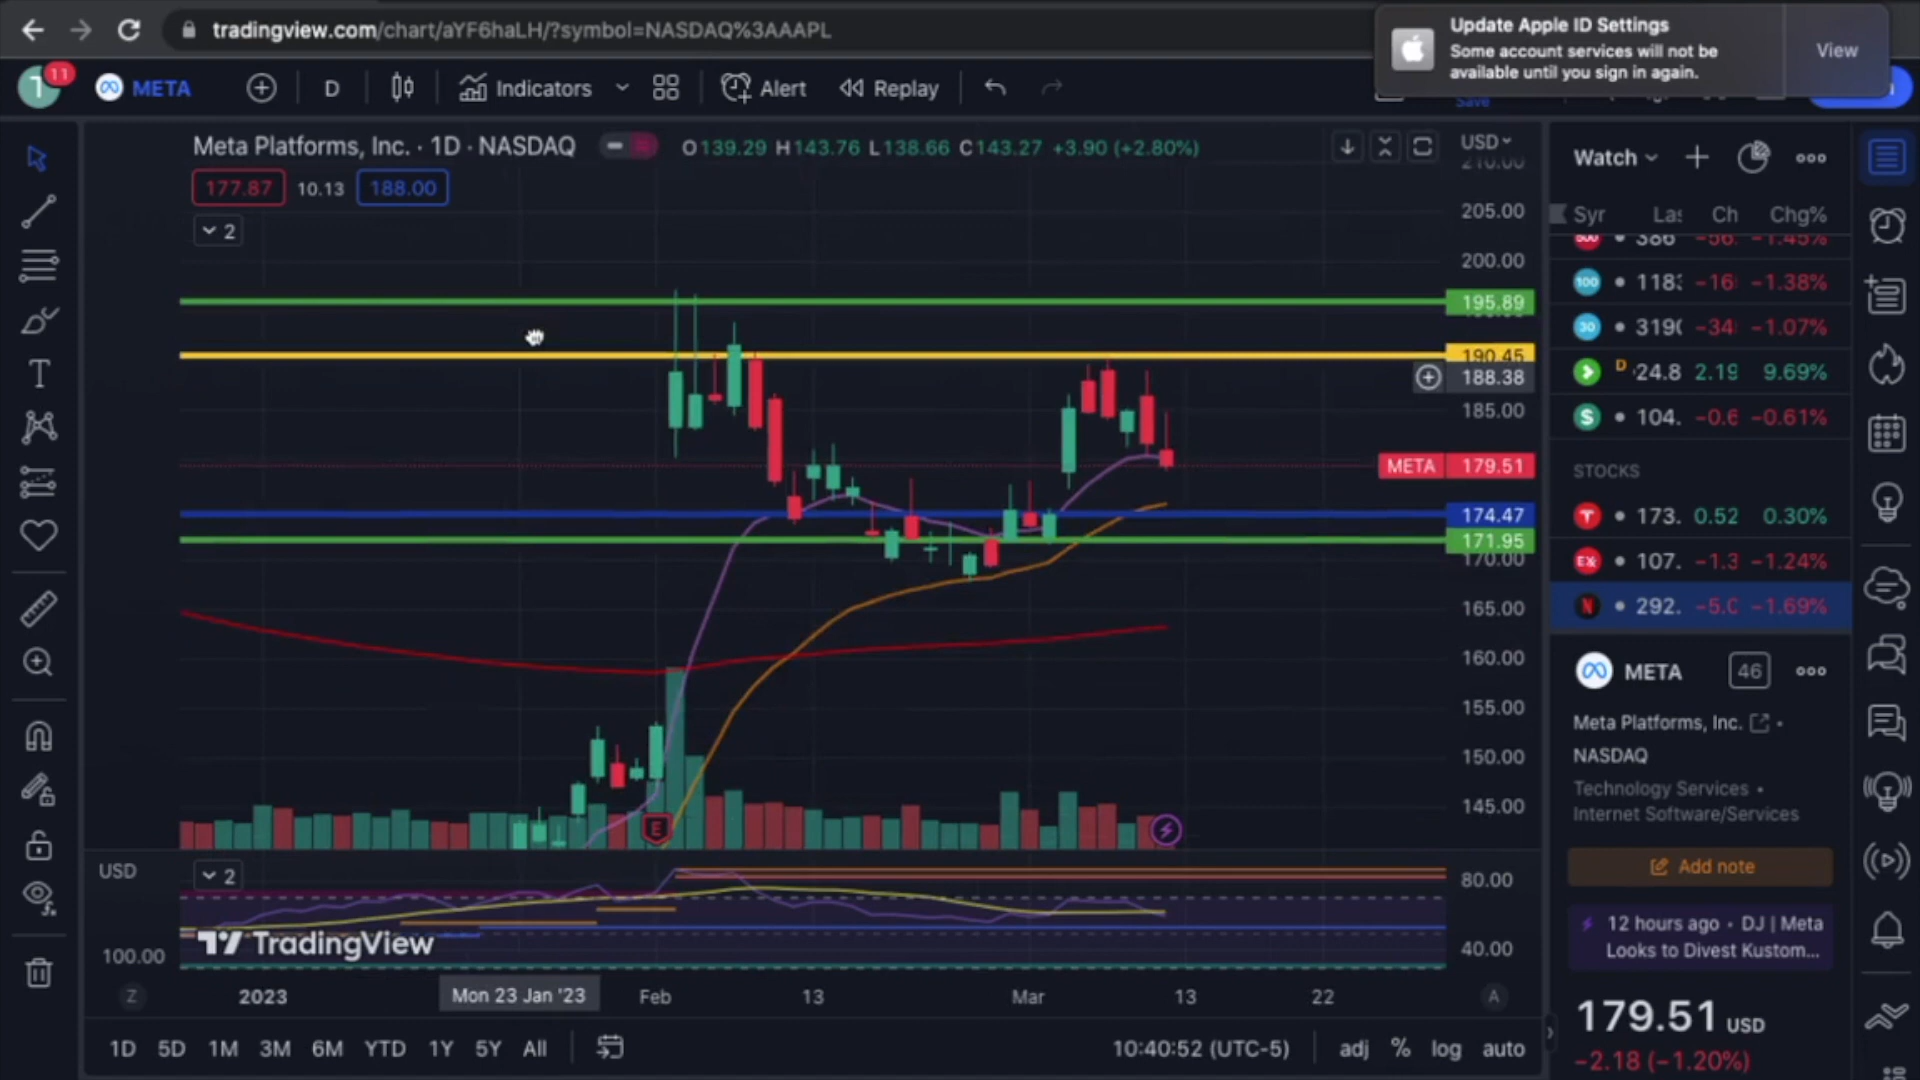 tradingview.com/chart/aYF6haLH/?symbol=NASDAQ%3AAAPL
Update Apple ID Settings
Some account services will not be
available until you sign in again.
View
11
META
D
Indicators
Alert
Replay
Save
Meta Platforms, Inc. · 1D · NASDAQ
O139.29 H143.76 L138.66 C143.27 +3.90 (+2.80%)
USD
177.87 10.13 188.00
2
210.00
205.00
200.00
195.89
190.45
188.38
185.00
META 179.51
174.47
171.95
170.00
165.00
160.00
155.00
150.00
145.00
E
USD
2
80.00
TradingView
100.00
40.00
Z
2023
Mon 23 Jan '23
Feb
13
Mar
13
22
A
1D 5D 1M 3M 6M YTD 1Y 5Y All
10:40:52 (UTC-5)
adj % log auto
Watch
Syr Las Ch Chg%
500 386 −56. −1.45%
100 1183 −16 −1.38%
30 3190 −34 −1.07%
D 24.8 2.19 9.69%
S 104. −0.6 −0.61%
STOCKS
T 173. 0.52 0.30%
EX 107. −1.3 −1.24%
N 292. −5.0 −1.69%
META 46
Meta Platforms, Inc.
NASDAQ
Technology Services •
Internet Software/Services
Add note
12 hours ago • DJ | Meta
Looks to Divest Kustom...
179.51 USD
−2.18 (−1.20%)